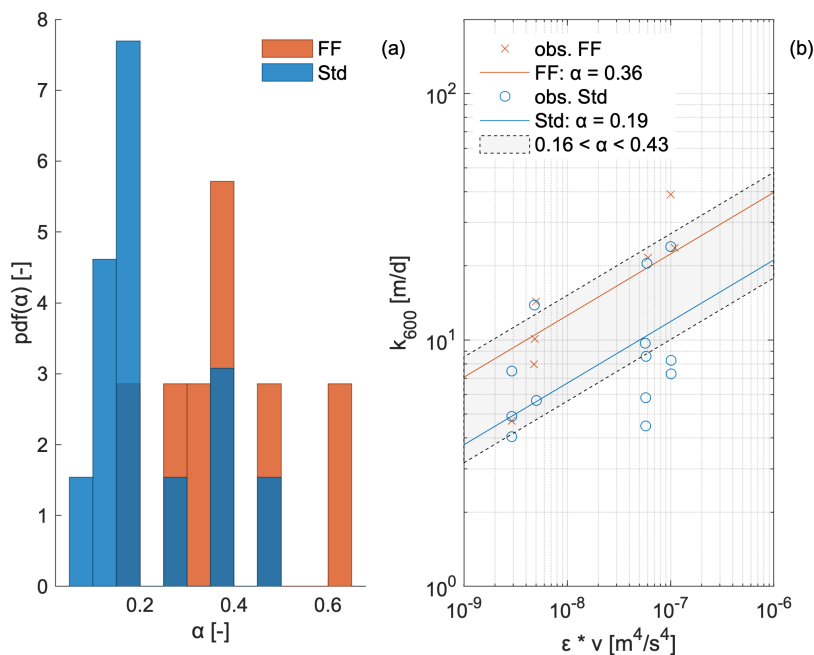 (a)
FF
Std
8
7
6
5
4
3
2
1
0
pdf(α) [-]
0.2
0.4
0.6
α [-]
(b)
obs. FF
FF: α = 0.36
obs. Std
Std: α = 0.19
0.16 < α < 0.43
10²
10¹
10⁰
k₆₀₀ [m/d]
10⁻⁹
10⁻⁸
10⁻⁷
10⁻⁶
ε * ν [m⁴/s⁴]